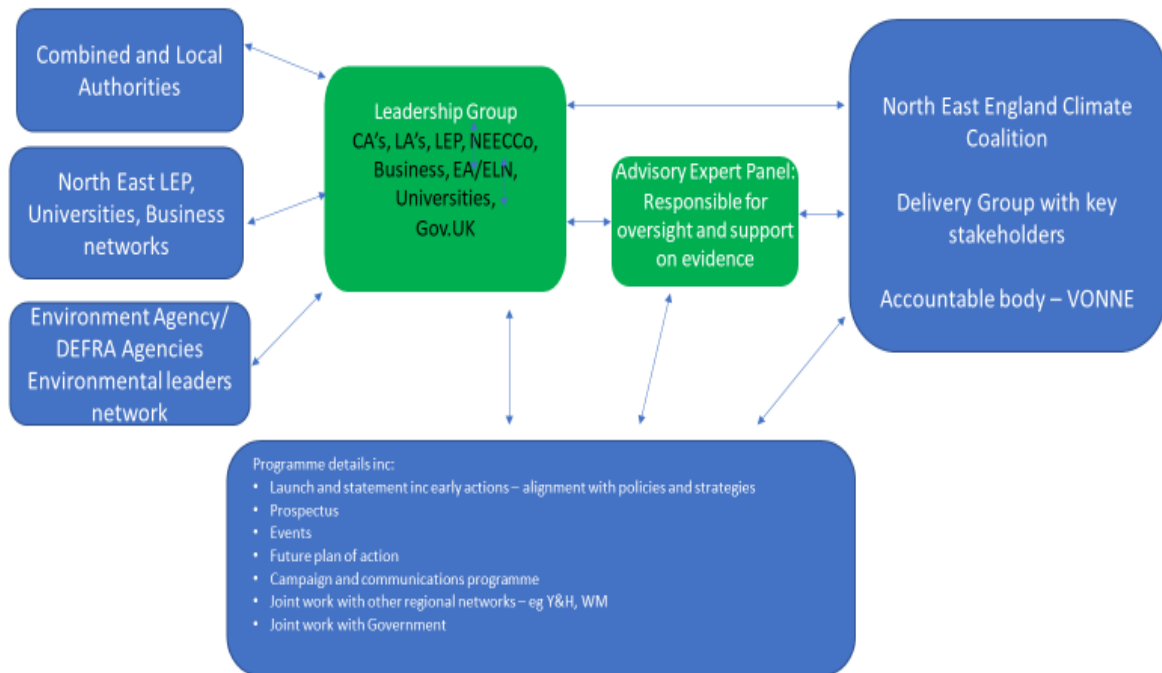 Combined and Local
Authorities
North East LEP,
Universities, Business
networks
Environment Agency/
DEFRA Agencies
Environmental leaders
network
Leadership Group
CA's, LA's, LEP, NEECCo,
Business, EA/ELN,
Universities,
Gov.UK
Advisory Expert Panel:
Responsible for
oversight and support
on evidence
North East England Climate
Coalition
Delivery Group with key
stakeholders
Accountable body – VONNE
Programme details inc:
• Launch and statement inc early actions – alignment with policies and strategies
• Prospectus
• Events
• Future plan of action
• Campaign and communications programme
• Joint work with other regional networks – eg Y&H, WM
• Joint work with Government